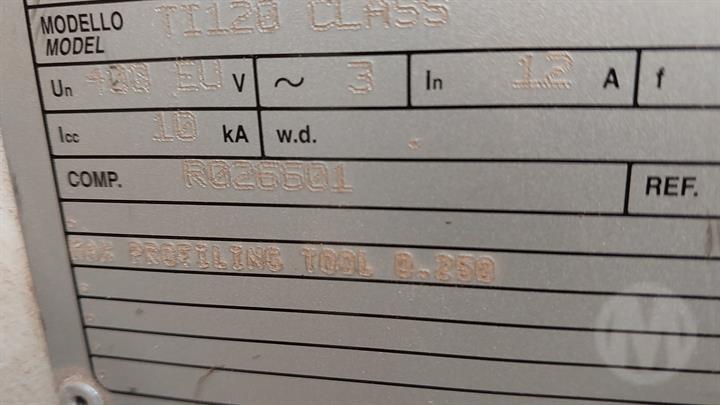 MODELLO TI120 CLASS
MODEL
Un 400 EU V ~ 3 In 12 A f
Icc 10 kA w.d.
COMP. R026601 REF.
MAX PROFILING TOOL 0.250
M